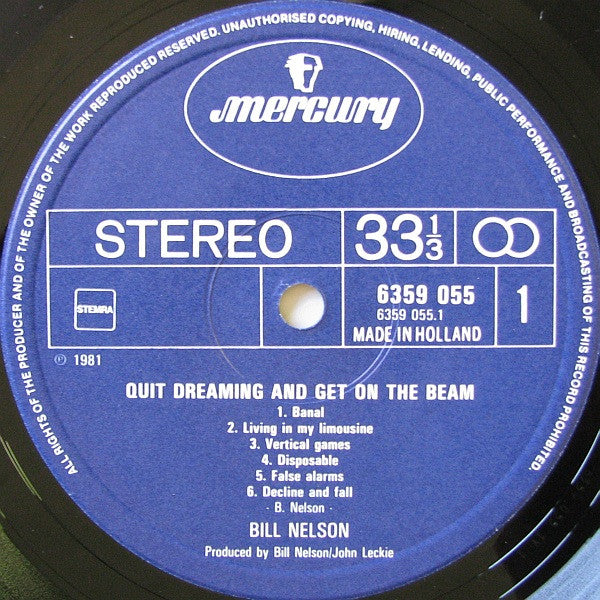 ALL RIGHTS OF THE PRODUCER AND OF THE OWNER OF THE WORK REPRODUCED RESERVED. UNAUTHORISED COPYING, HIRING, LENDING, PUBLIC PERFORMANCE AND BROADCASTING OF THIS RECORD PROHIBITED.
mercury
STEREO
33 1/3
STEMRA
6359 055
6359 055.1
MADE IN HOLLAND
1
℗ 1981
QUIT DREAMING AND GET ON THE BEAM
1. Banal
2. Living in my limousine
3. Vertical games
4. Disposable
5. False alarms
6. Decline and fall
- B. Nelson -
BILL NELSON
Produced by Bill Nelson/John Leckie